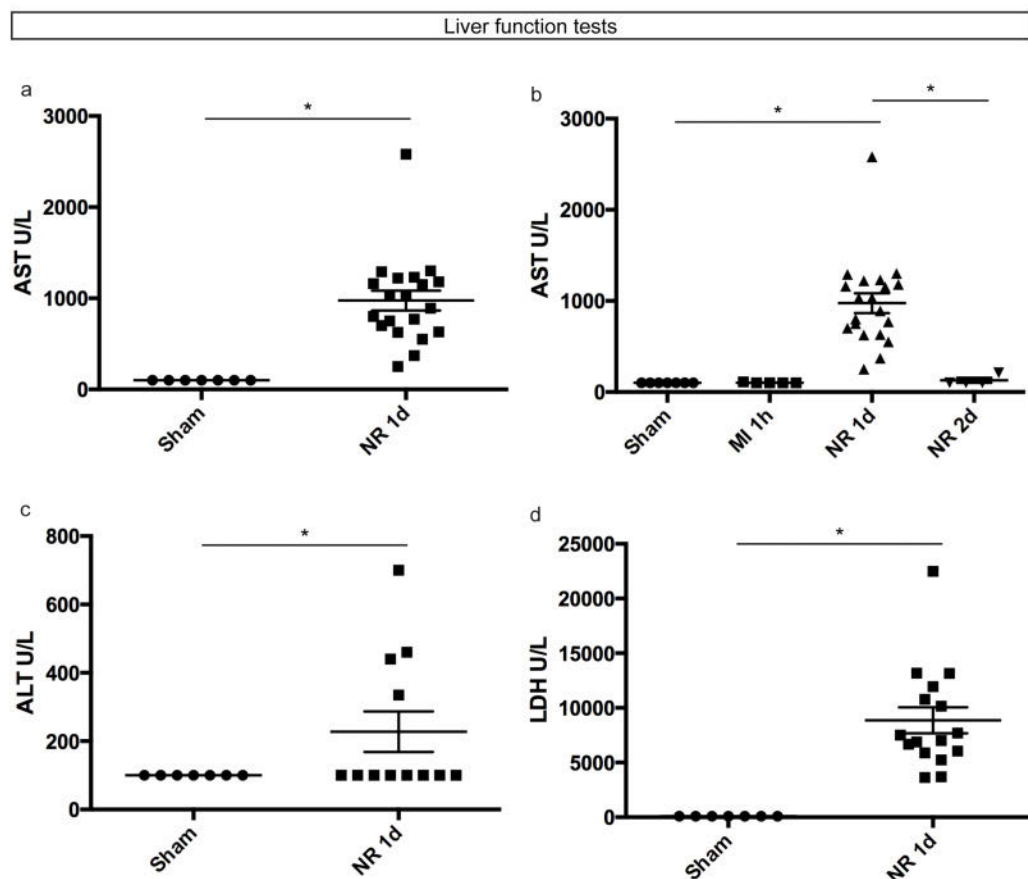 Liver function tests
a
*
3000
2000
1000
0
AST U/L
Sham
NR 1d
b
*
*
3000
2000
1000
0
AST U/L
Sham
MI 1h
NR 1d
NR 2d
c
*
800
600
400
200
0
ALT U/L
Sham
NR 1d
d
*
25000
20000
15000
10000
5000
0
LDH U/L
Sham
NR 1d